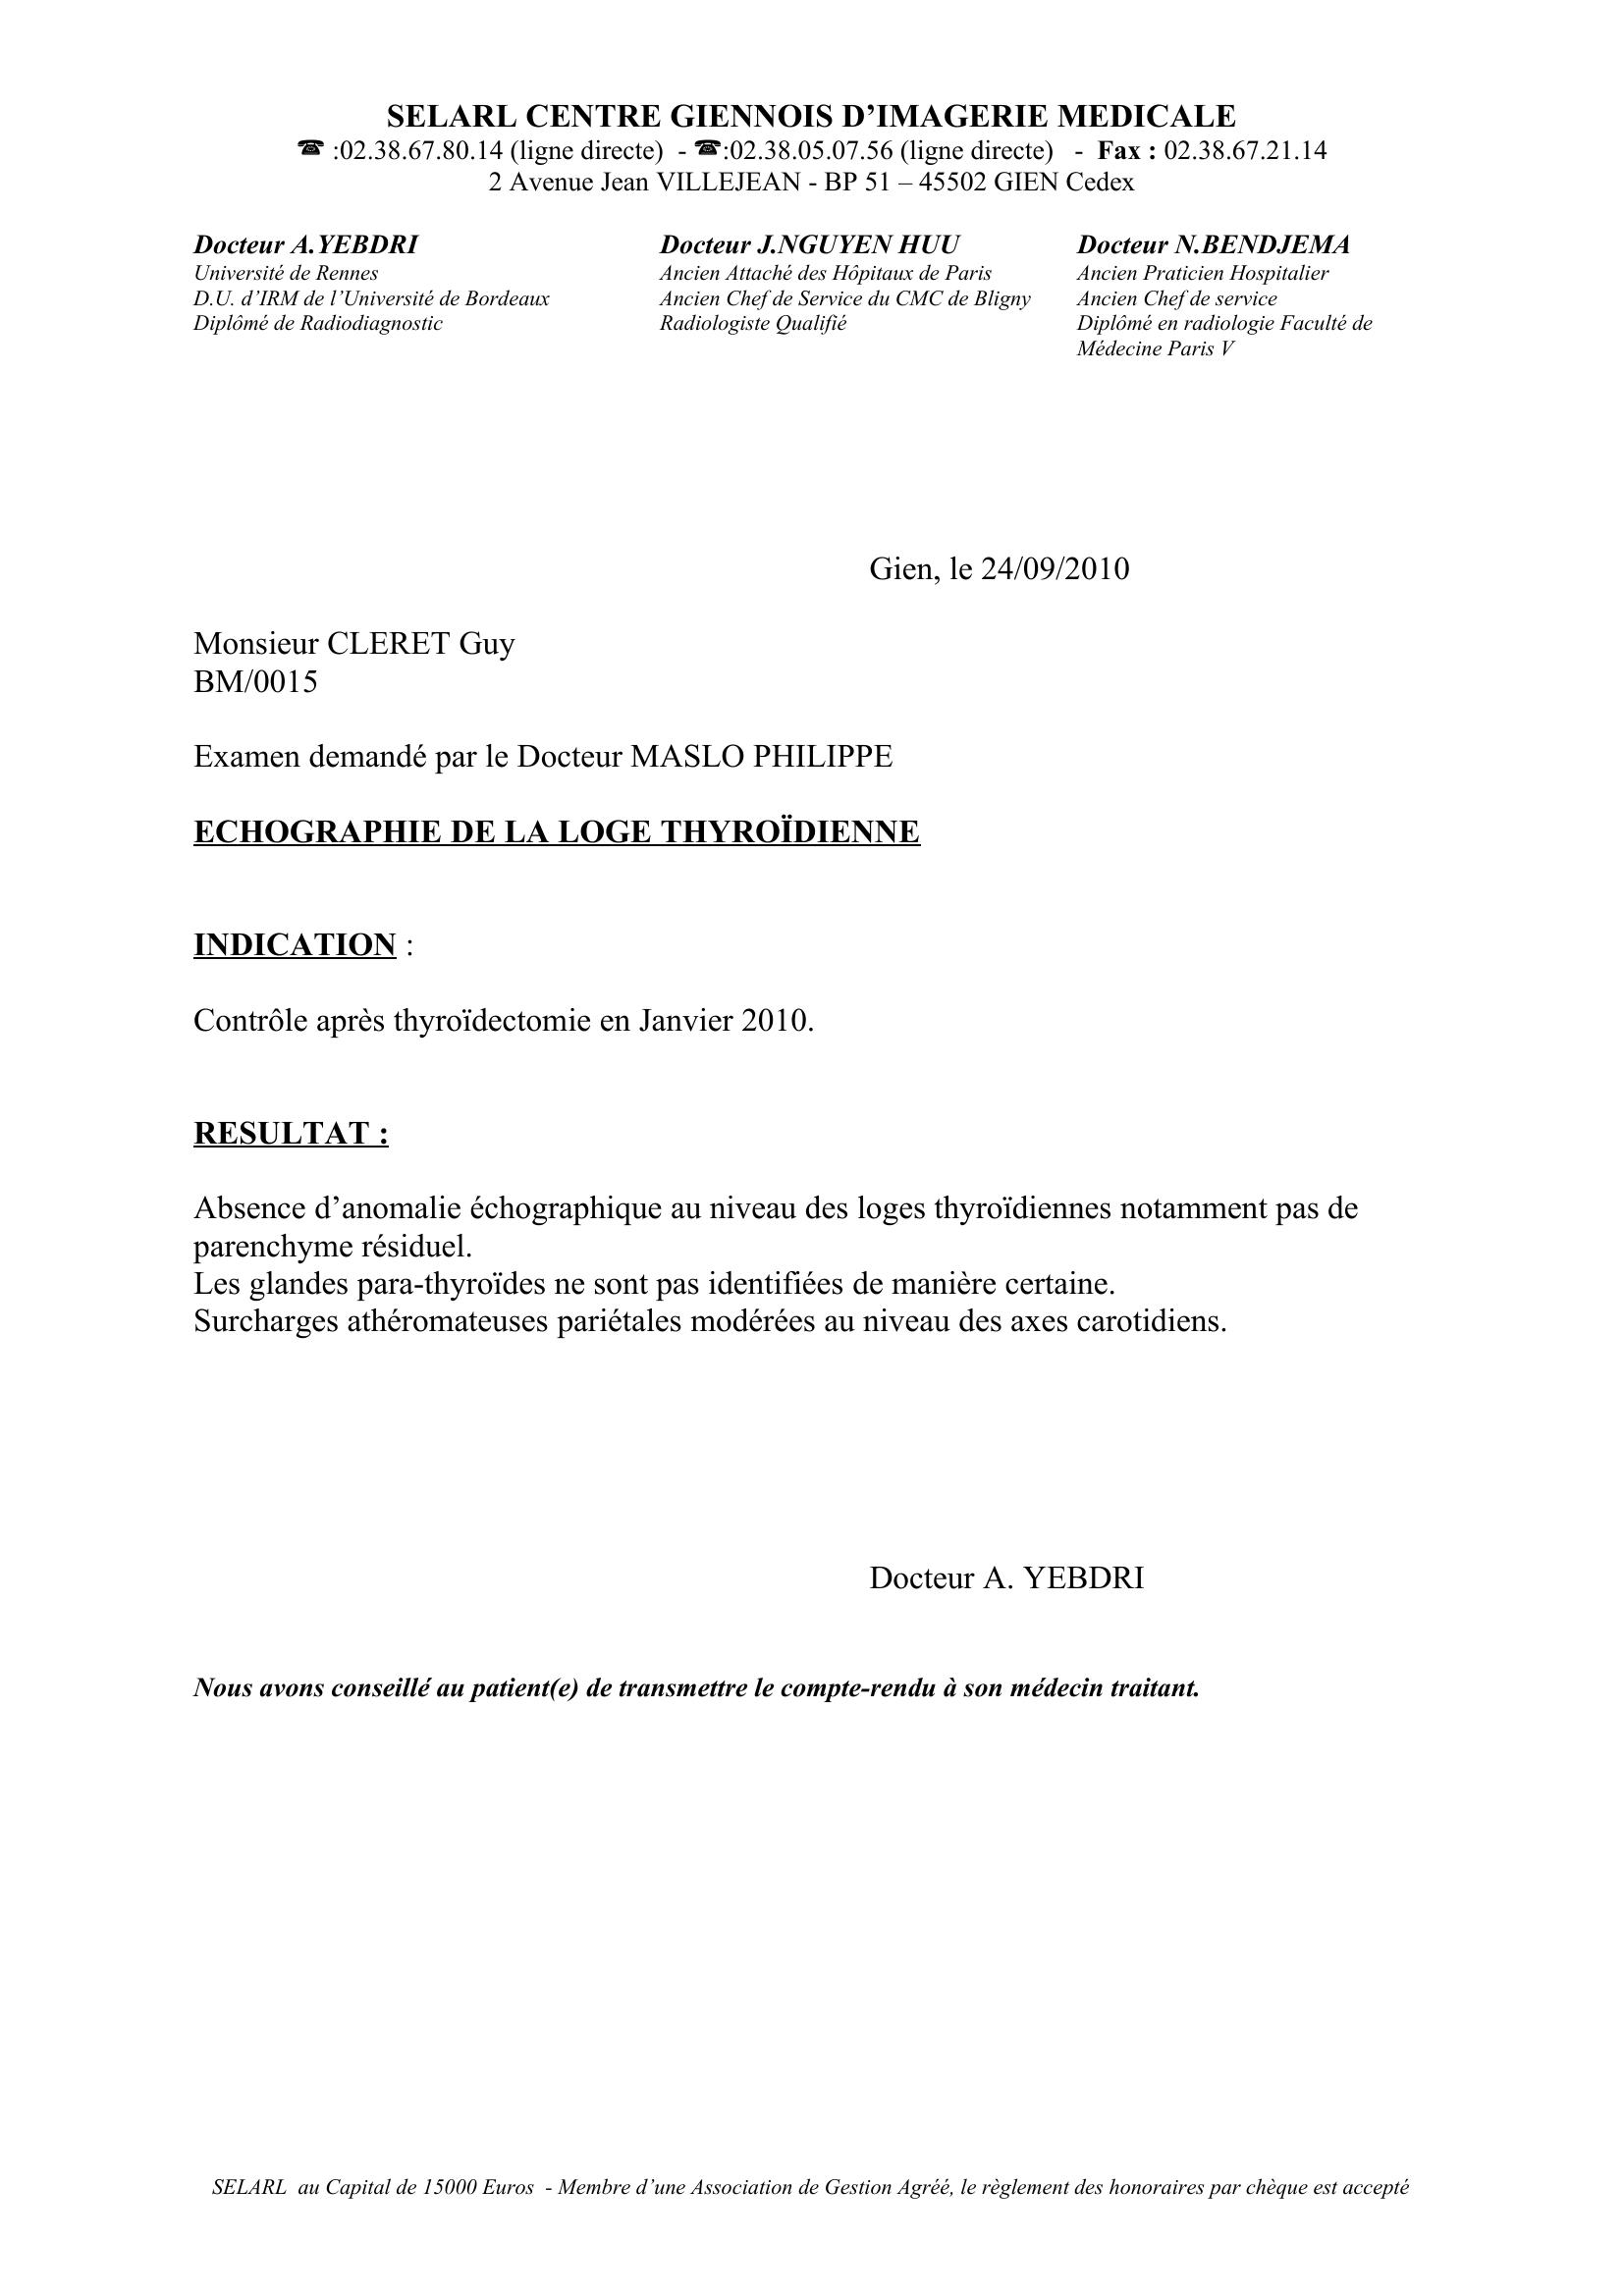 SELARL CENTRE GIENNOIS D’IMAGERIE MEDICALE
☎ :02.38.67.80.14 (ligne directe) - ☎:02.38.05.07.56 (ligne directe) - Fax : 02.38.67.21.14
2 Avenue Jean VILLEJEAN - BP 51 – 45502 GIEN Cedex
Docteur A.YEBDRI
Université de Rennes
D.U. d’IRM de l’Université de Bordeaux
Diplômé de Radiodiagnostic
Docteur J.NGUYEN HUU
Ancien Attaché des Hôpitaux de Paris
Ancien Chef de Service du CMC de Bligny
Radiologiste Qualifié
Docteur N.BENDJEMA
Ancien Praticien Hospitalier
Ancien Chef de service
Diplômé en radiologie Faculté de
Médecine Paris V
Gien, le 24/09/2010
Monsieur CLERET Guy
BM/0015
Examen demandé par le Docteur MASLO PHILIPPE
ECHOGRAPHIE DE LA LOGE THYROÏDIENNE
INDICATION :
Contrôle après thyroïdectomie en Janvier 2010.
RESULTAT :
Absence d’anomalie échographique au niveau des loges thyroïdiennes notamment pas de
parenchyme résiduel.
Les glandes para-thyroïdes ne sont pas identifiées de manière certaine.
Surcharges athéromateuses pariétales modérées au niveau des axes carotidiens.
Docteur A. YEBDRI
Nous avons conseillé au patient(e) de transmettre le compte-rendu à son médecin traitant.
SELARL au Capital de 15000 Euros - Membre d’une Association de Gestion Agréé, le règlement des honoraires par chèque est accepté